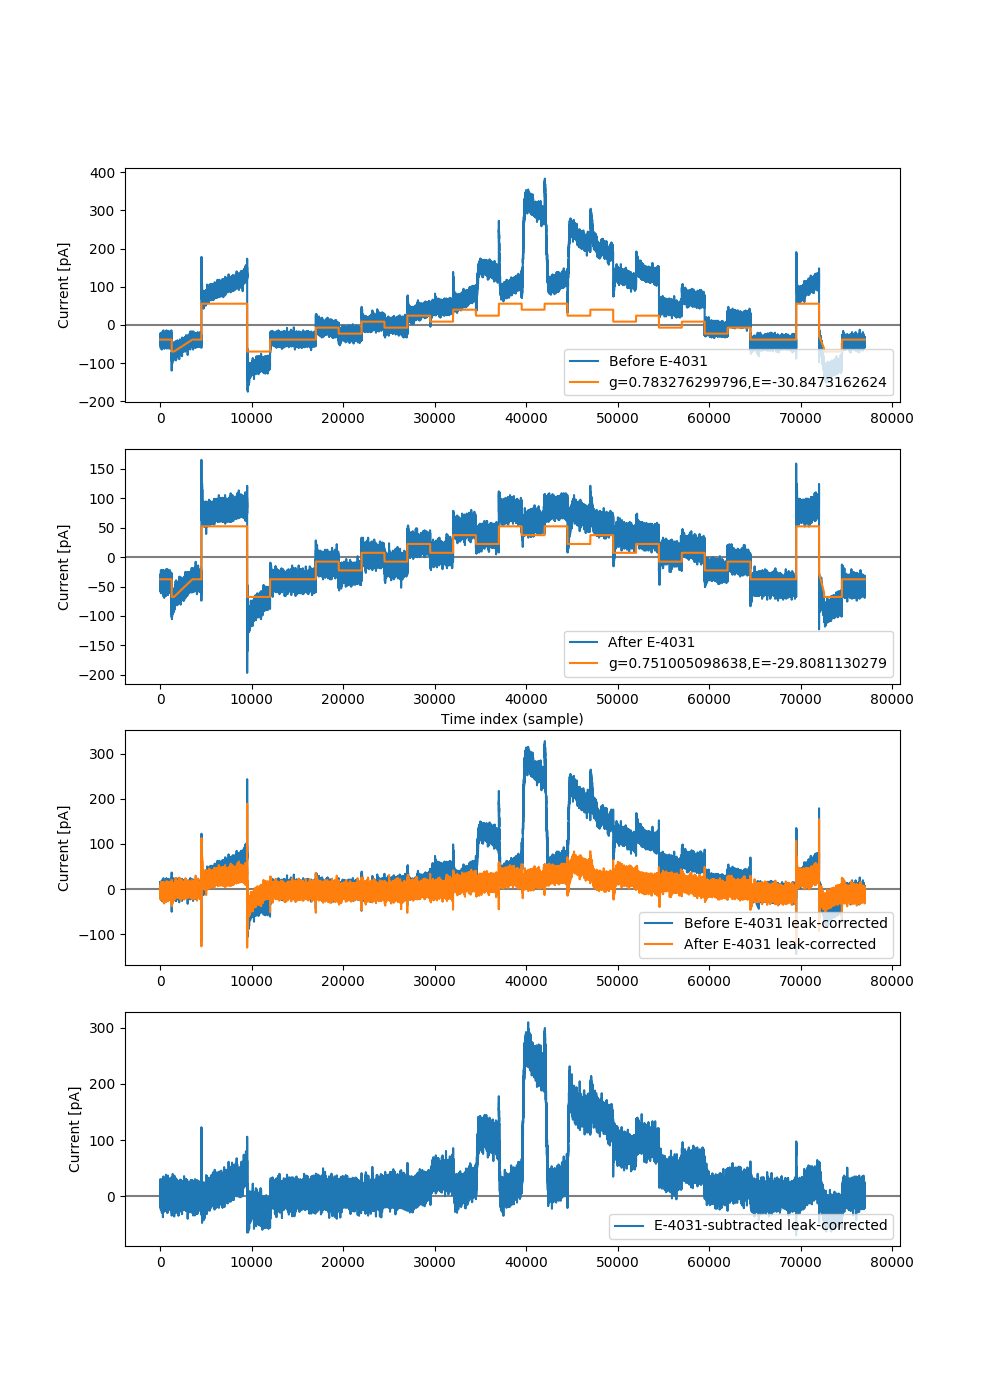 400
300
200
100
0
−100
−200
Current [pA]
Before E-4031
g=0.783276299796,E=-30.8473162624
0 10000 20000 30000 40000 50000 60000 70000 80000
150
100
50
0
−50
−100
−150
−200
Current [pA]
After E-4031
g=0.751005098638,E=-29.8081130279
0 10000 20000 30000 40000 50000 60000 70000 80000
Time index (sample)
300
200
100
0
−100
Current [pA]
Before E-4031 leak-corrected
After E-4031 leak-corrected
0 10000 20000 30000 40000 50000 60000 70000 80000
300
200
100
0
Current [pA]
E-4031-subtracted leak-corrected
0 10000 20000 30000 40000 50000 60000 70000 80000